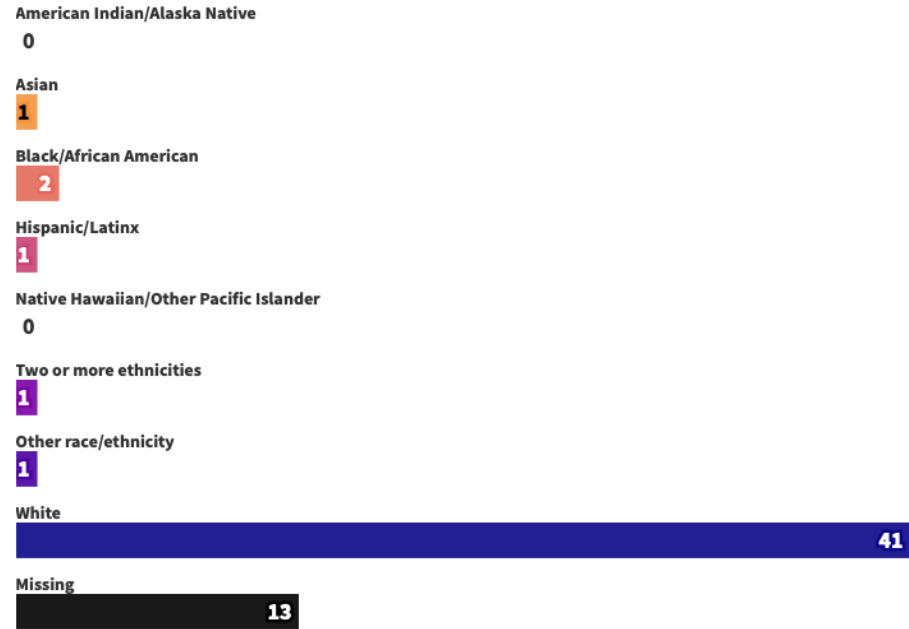 American Indian/Alaska Native
0
Asian
1
Black/African American
2
Hispanic/Latinx
1
Native Hawaiian/Other Pacific Islander
0
Two or more ethnicities
1
Other race/ethnicity
1
White
41
Missing
13